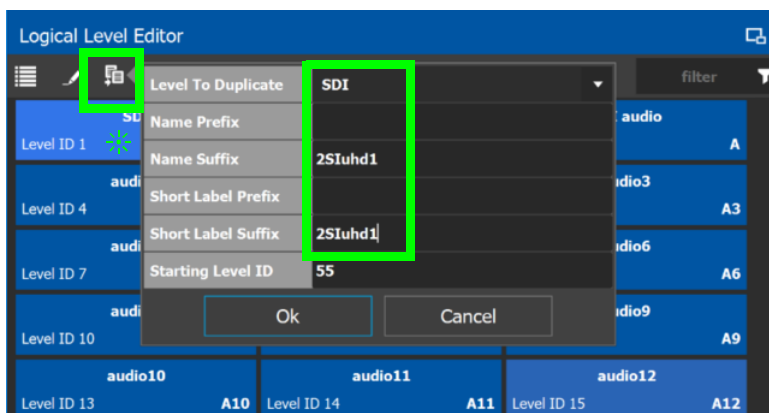 Logical Level Editor
filter
Level To Duplicate SDI
Name Prefix
Name Suffix 2SIuhd1
Short Label Prefix
Short Label Suffix 2SIuhd1
Starting Level ID 55
Ok Cancel
SD audio
Level ID 1 A
audi udio3
Level ID 4 A3
audi udio6
Level ID 7 A6
audi udio9
Level ID 10 A9
audio10 audio11 audio12
Level ID 13 A10 Level ID 14 A11 Level ID 15 A12